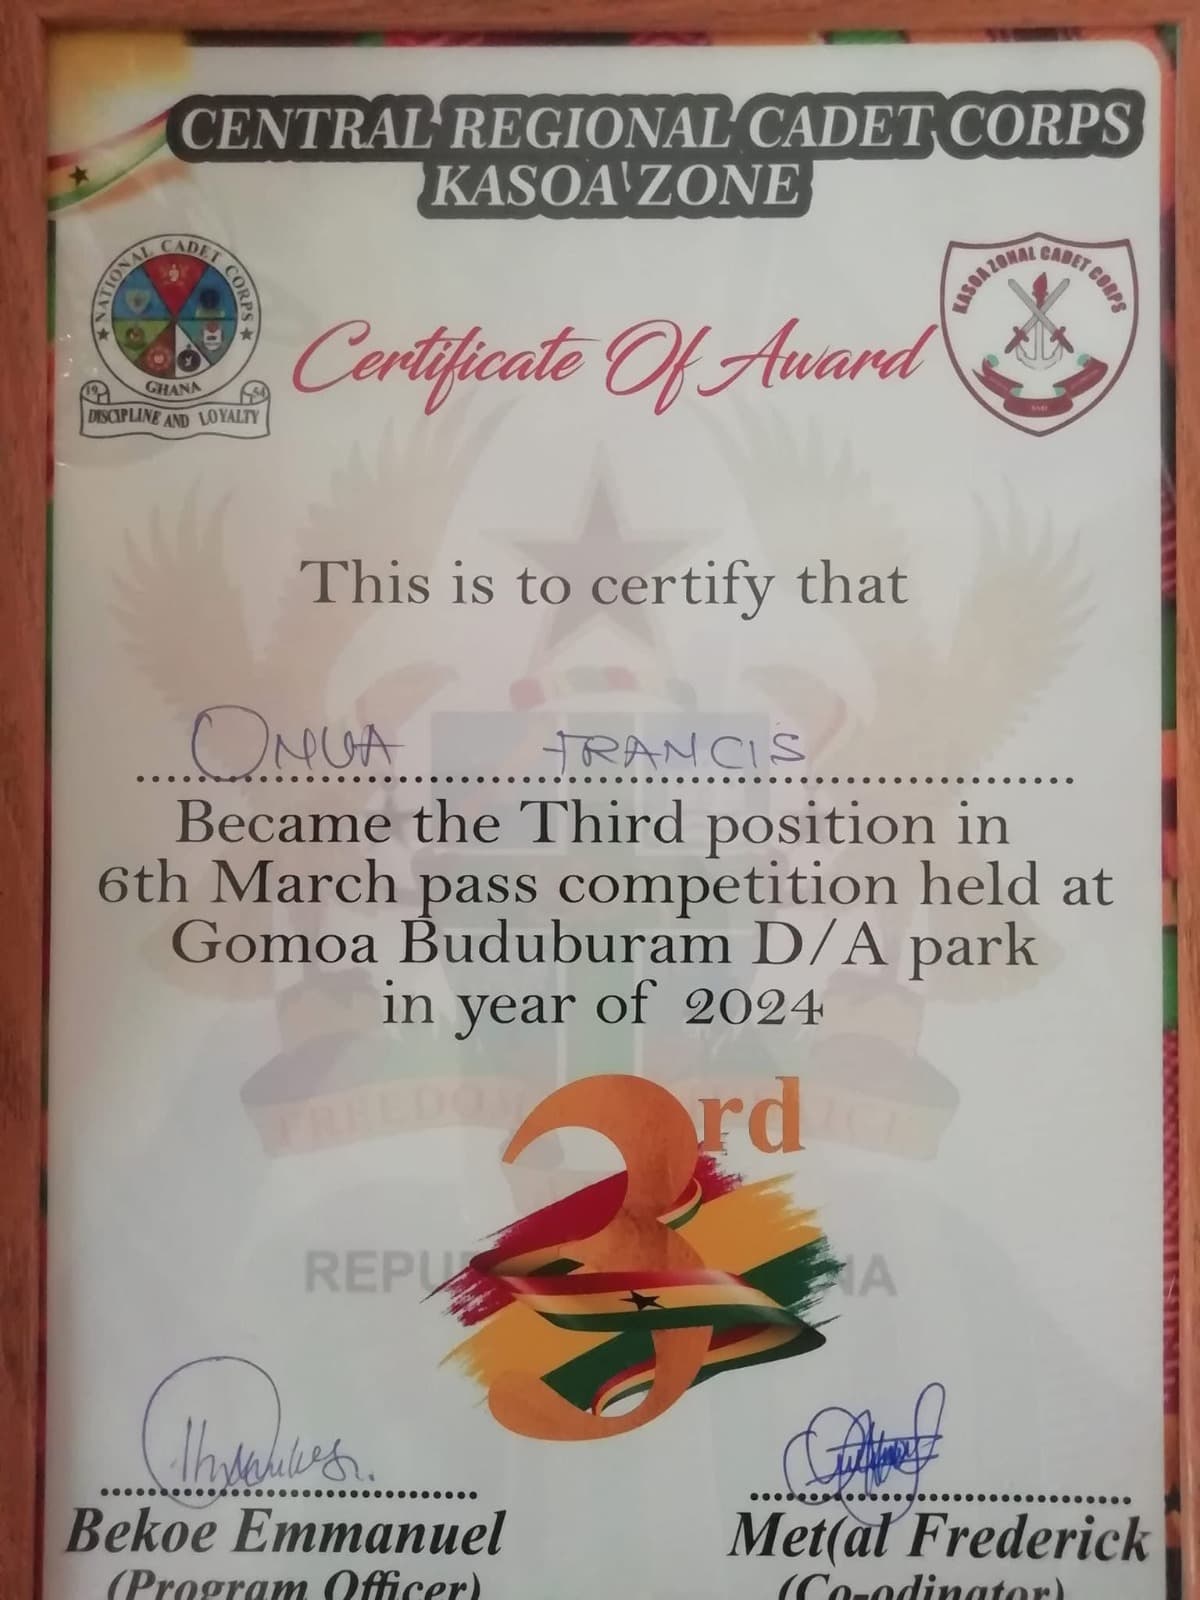 CENTRAL REGIONAL CADET CORPS
KASOA ZONE
NATIONAL CADET CORPS
GHANA
19 54
DISCIPLINE AND LOYALTY
KASOA ZONAL CADET CORPS
Certificate Of Award
This is to certify that
ONUA FRANCIS
Became the Third position in
6th March pass competition held at
Gomoa Buduburam D/A park
in year of 2024
3rd
Bekoe Emmanuel
(Program Officer)
Met(al Frederick
(Co-odinator)